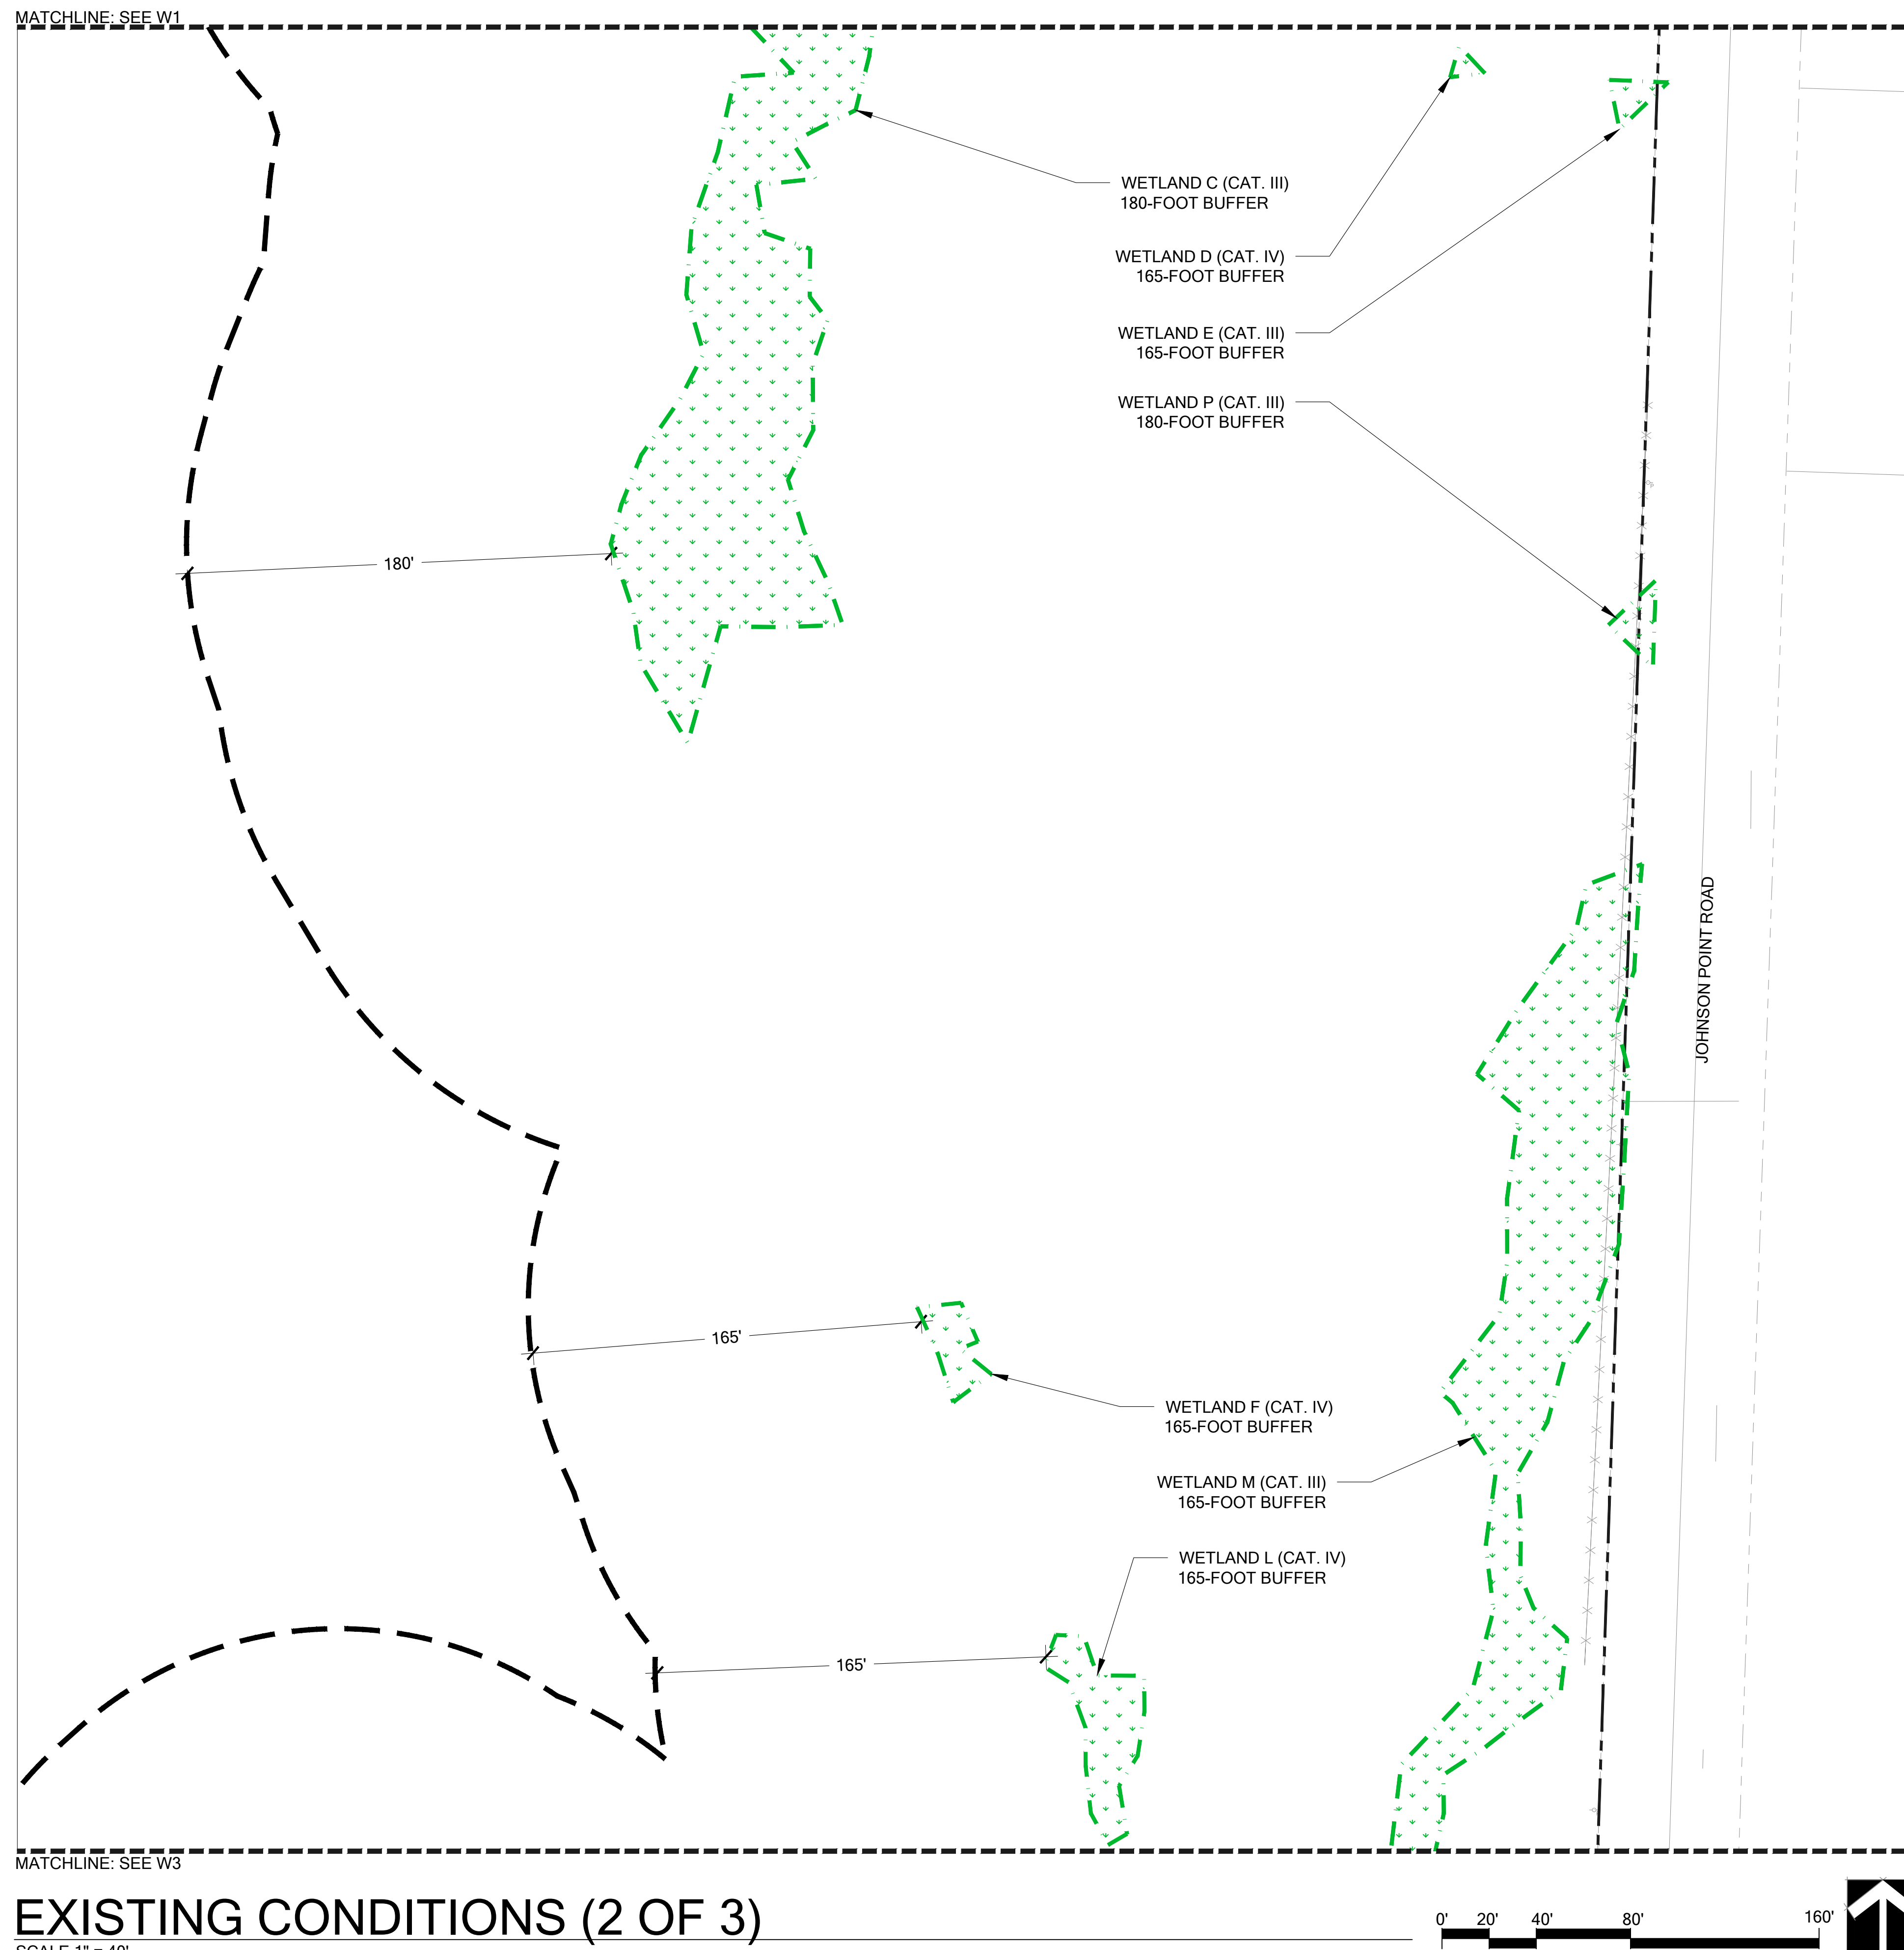 MATCHLINE: SEE W1
WETLAND C (CAT. III)
180-FOOT BUFFER
WETLAND D (CAT. IV)
165-FOOT BUFFER
WETLAND E (CAT. III)
165-FOOT BUFFER
WETLAND P (CAT. III)
180-FOOT BUFFER
180'
JOHNSON POINT ROAD
165'
WETLAND F (CAT. IV)
165-FOOT BUFFER
WETLAND M (CAT. III)
165-FOOT BUFFER
WETLAND L (CAT. IV)
165-FOOT BUFFER
165'
MATCHLINE: SEE W3
EXISTING CONDITIONS (2 OF 3)
SCALE 1" = 40'
0' 20' 40' 80' 160'